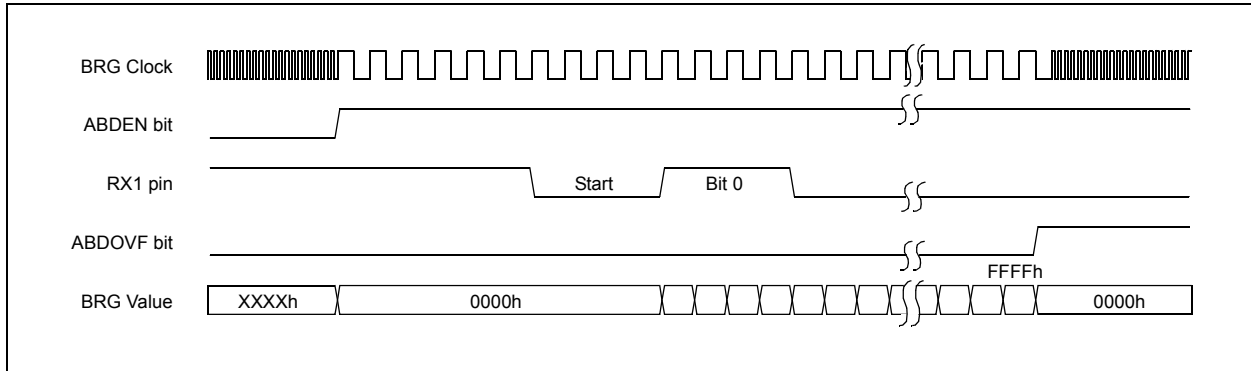 BRG Clock
ABDEN bit
RX1 pin
Start
Bit 0
ABDOVF bit
FFFFh
BRG Value
XXXXh
0000h
0000h